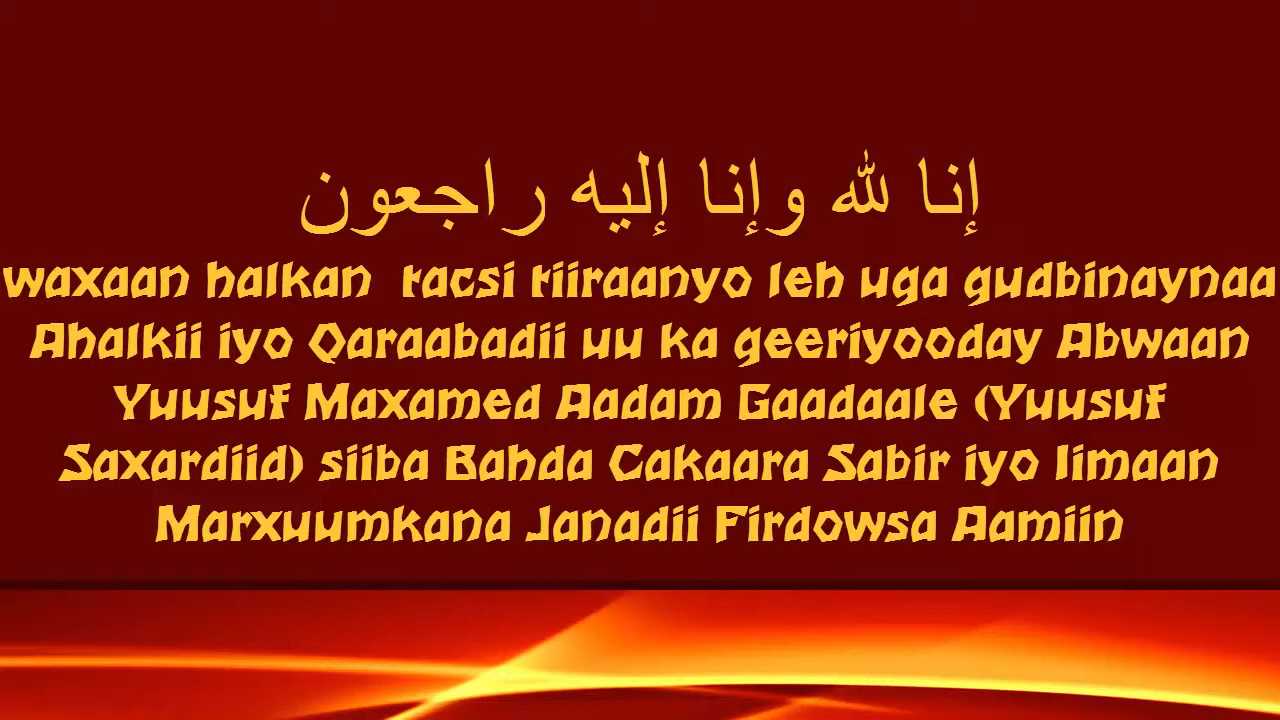 إنا لله وإنا إليه راجعون
waxaan halkan tacsi tiiraanyo leh uga gudbinaynaa
Ahalkii iyo Qaraabadii uu ka geeriyooday Abwaan
Yuusuf Maxamed Aadam Gaadaale (Yuusuf
Saxardiid) siiba Bahda Cakaara Sabir iyo Iimaan
Marxuumkana Janadii Firdowsa Aamiin